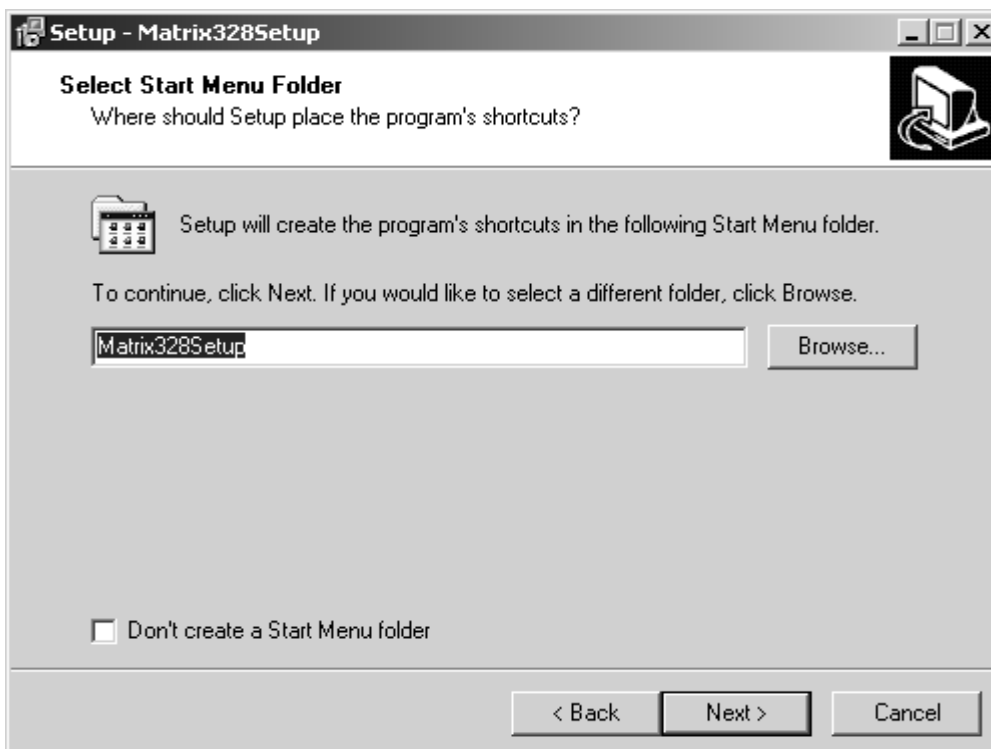 Setup - Matrix328Setup
Select Start Menu Folder
Where should Setup place the program's shortcuts?
Setup will create the program's shortcuts in the following Start Menu folder.
To continue, click Next. If you would like to select a different folder, click Browse.
Matrix328Setup
Browse...
Don't create a Start Menu folder
< Back
Next >
Cancel